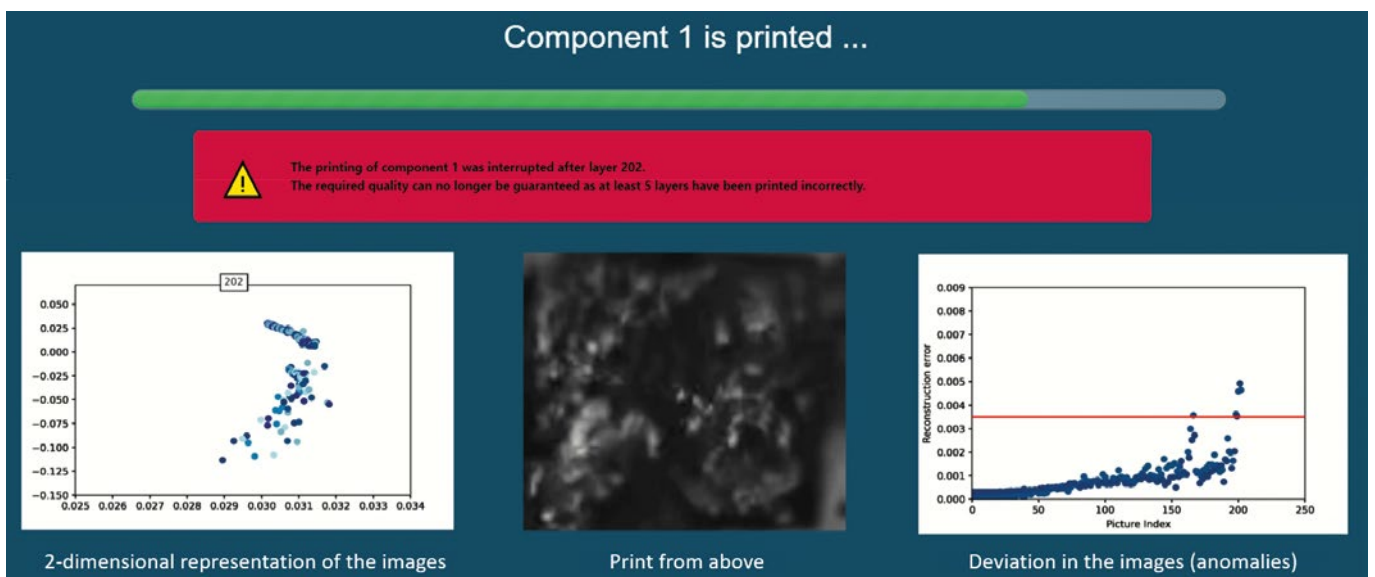 Component 1 is printed ...
The printing of component 1 was interrupted after layer 202.
The required quality can no longer be guaranteed as at least 5 layers have been printed incorrectly.
202
0.050
0.025
0.000
−0.025
−0.050
−0.075
−0.100
−0.125
−0.150
0.025 0.026 0.027 0.028 0.029 0.030 0.031 0.032 0.033 0.034
2-dimensional representation of the images
Print from above
0.009
0.008
0.007
0.006
0.005
0.004
0.003
0.002
0.001
0.000
Reconstruction error
0 50 100 150 200 250
Picture Index
Deviation in the images (anomalies)